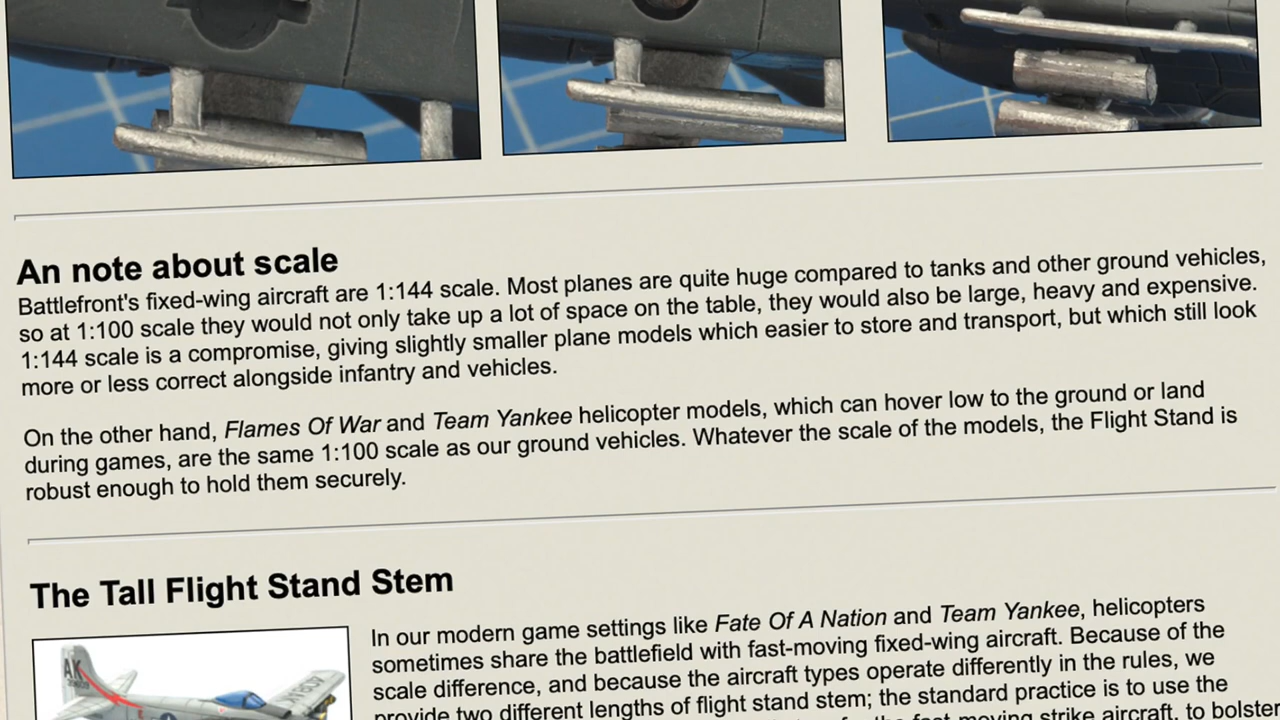 An note about scale
Battlefront's fixed-wing aircraft are 1:144 scale. Most planes are quite huge compared to tanks and other ground vehicles,
so at 1:100 scale they would not only take up a lot of space on the table, they would also be large, heavy and expensive.
1:144 scale is a compromise, giving slightly smaller plane models which easier to store and transport, but which still look
more or less correct alongside infantry and vehicles.
On the other hand, Flames Of War and Team Yankee helicopter models, which can hover low to the ground or land
during games, are the same 1:100 scale as our ground vehicles. Whatever the scale of the models, the Flight Stand is
robust enough to hold them securely.
The Tall Flight Stand Stem
AK
In our modern game settings like Fate Of A Nation and Team Yankee, helicopters
sometimes share the battlefield with fast-moving fixed-wing aircraft. Because of the
scale difference, and because the aircraft types operate differently in the rules, we
provide two different lengths of flight stand stem; the standard practice is to use the
fast-moving strike aircraft, to bolster